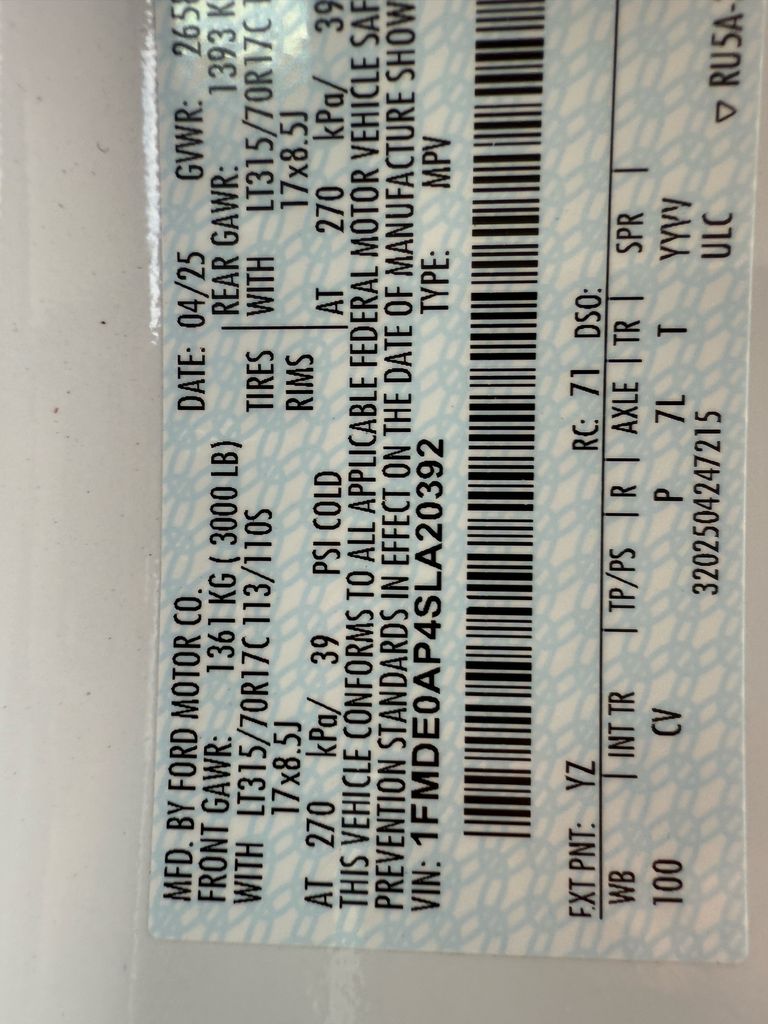 MFD. BY FORD MOTOR CO. DATE: 04/25 GVWR:
FRONT GAWR: 1361 KG ( 3000 LB) REAR GAWR: 1393
WITH LT315/70R17C 113/110S TIRES WITH LT315/70R17C
17x8.5J RIMS 17x8.5J
AT 270 kPa/ 39 PSI COLD AT 270 kPa/ 39
THIS VEHICLE CONFORMS TO ALL APPLICABLE FEDERAL MOTOR VEHICLE
PREVENTION STANDARDS IN EFFECT ON THE DATE OF MANUFACTURE SHOW
VIN: 1FMDE0AP4SLA20392 TYPE: MPV
EXT PNT: YZ RC: 71 DSO:
WB | INT TR | TP/PS | R | AXLE | TR | SPR |
100 CV P 7L T YYYY
3202504247215 ULC
▽ RU5A-